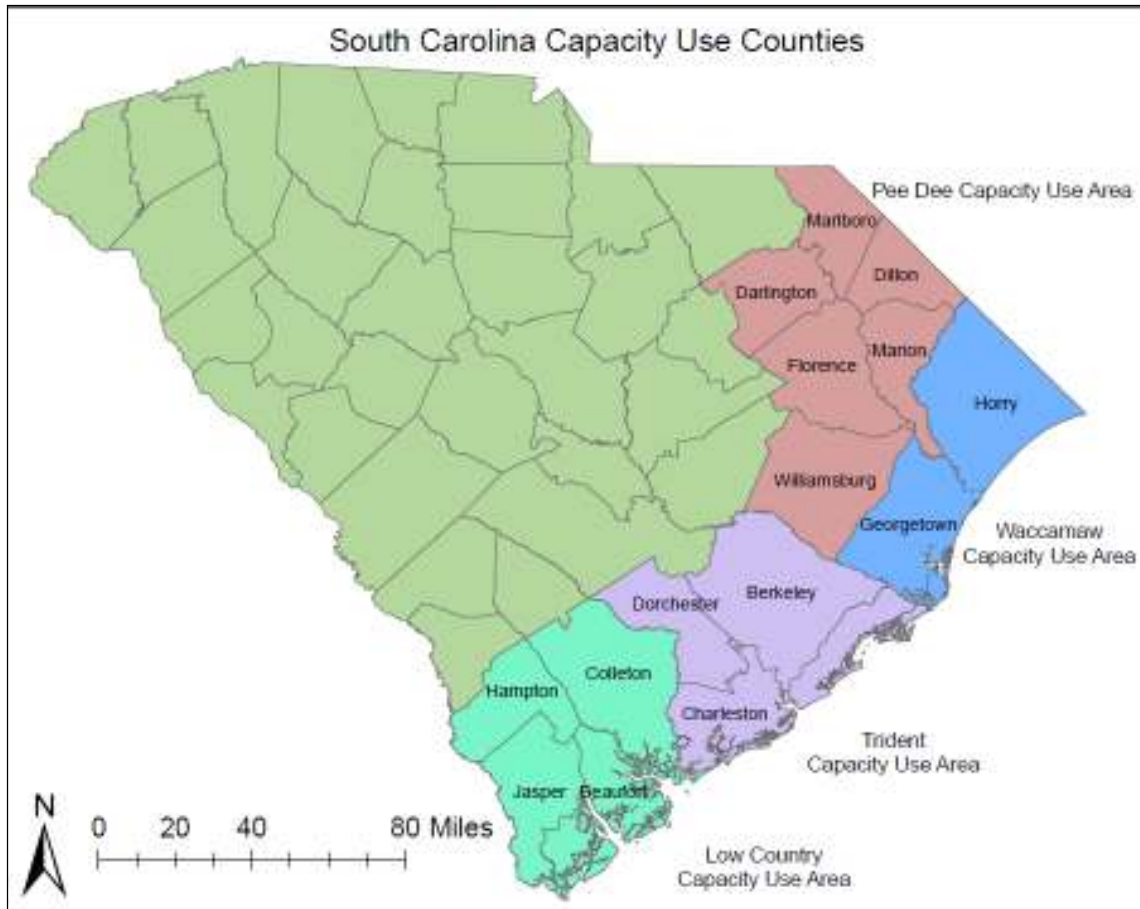 South Carolina Capacity Use Counties
Pee Dee Capacity Use Area
Marlboro
Dillon
Darlington
Marion
Florence
Horry
Williamsburg
Georgetown
Waccamaw
Capacity Use Area
Berkeley
Dorchester
Colleton
Hampton
Charleston
Trident
Capacity Use Area
Jasper
Beaufort
N
0 20 40 80 Miles
Low Country
Capacity Use Area